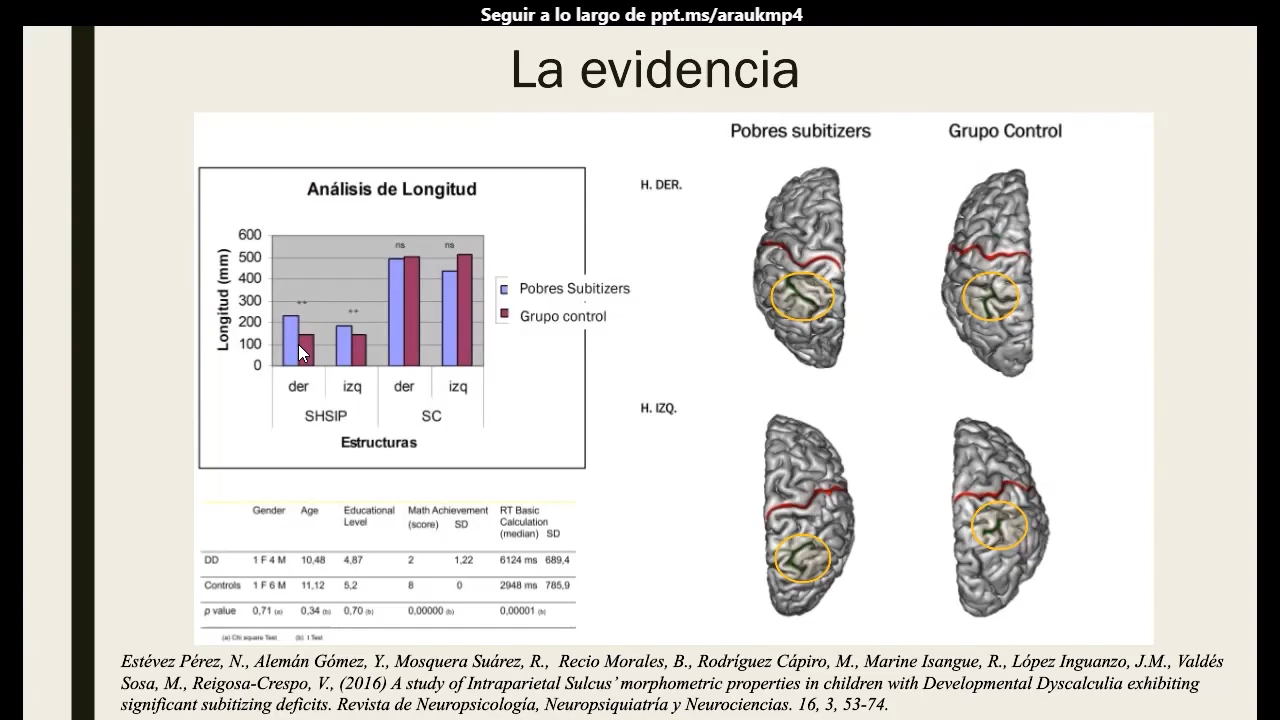 Seguir a lo largo de ppt.ms/araukmp4
La evidencia
Análisis de Longitud
Longitud (mm)
600
500
400
300
200
100
0
** ** ns ns
der izq der izq
SHSIP SC
Estructuras
Pobres Subitizers
Grupo control
Pobres subitizers Grupo Control
H. DER.
H. IZQ.
Gender Age Educational Level Math Achievement (score) SD RT Basic Calculation (median) SD
DD 1 F 4 M 10,48 4,87 2 1,22 6124 ms 689,4
Controls 1 F 6 M 11,12 5,2 8 0 2948 ms 785,9
p value 0,71 (a) 0,34 (b) 0,70 (b) 0,00000 (b) 0,00001 (b)
(a) Chi square Test (b) t Test
Estévez Pérez, N., Alemán Gómez, Y., Mosquera Suárez, R., Recio Morales, B., Rodríguez Cápiro, M., Marine Isangue, R., López Inguanzo, J.M., Valdés
Sosa, M., Reigosa-Crespo, V., (2016) A study of Intraparietal Sulcus’ morphometric properties in children with Developmental Dyscalculia exhibiting
significant subitizing deficits. Revista de Neuropsicología, Neuropsiquiatría y Neurociencias. 16, 3, 53-74.